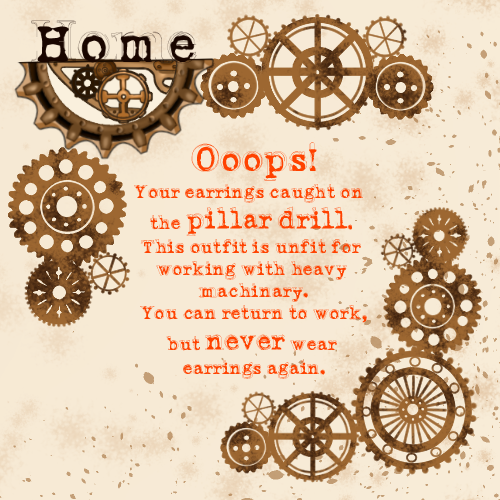 Home
Ooops!
Your earrings caught on
the pillar drill.
This outfit is unfit for
working with heavy
machinary.
You can return to work,
but never wear
earrings again.